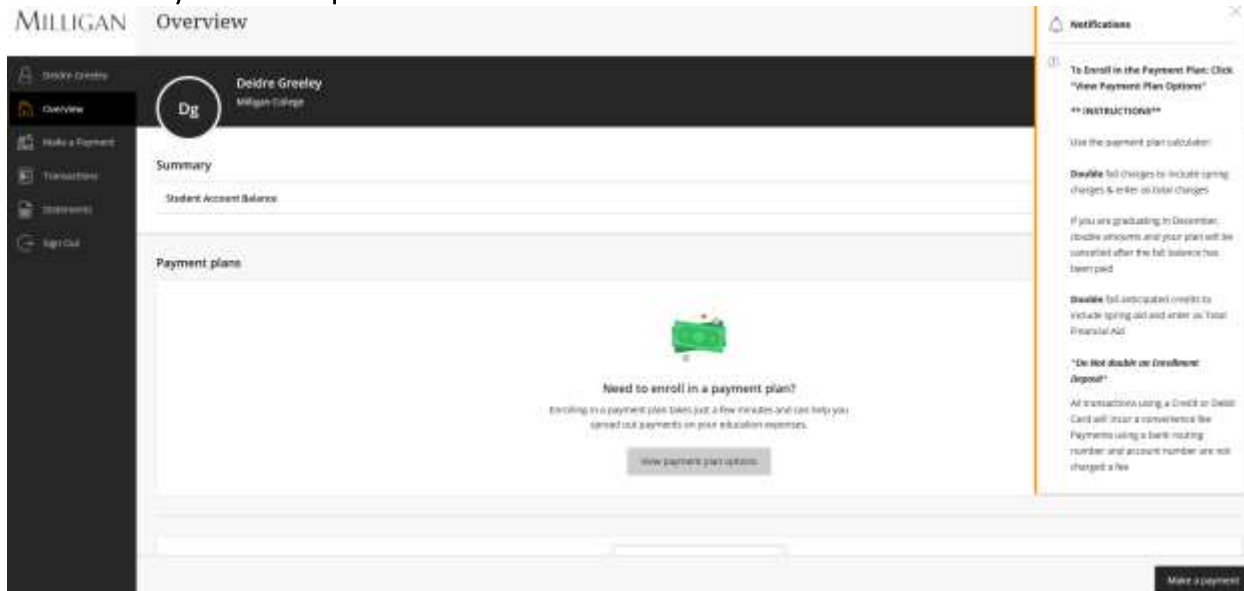 MILLIGAN
Overview
Notifications
Deidre Greeley
Overview
Make a Payment
Transactions
Statements
Sign Out
Dg
Deidre Greeley
Milligan College
Summary
Student Account Balance
Payment plans
Need to enroll in a payment plan?
Enrolling in a payment plan takes just a few minutes and can help you
spread out payments on your education expenses.
View payment plan options
To Enroll in the Payment Plan: Click
"View Payment Plan Options"
** INSTRUCTIONS**
Use the payment plan calculator:
Double fall charges to include spring
charges & enter as total charges
If you are graduating in December,
double amounts and your plan will be
cancelled after the fall balance has
been paid
Double fall anticipated credits to
include spring aid and enter as Total
Financial Aid
*Do Not double an Enrollment
Deposit*
All transactions using a Credit or Debit
Card will incur a convenience fee
Payments using a bank routing
number and account number are not
charged a fee
Make a payment